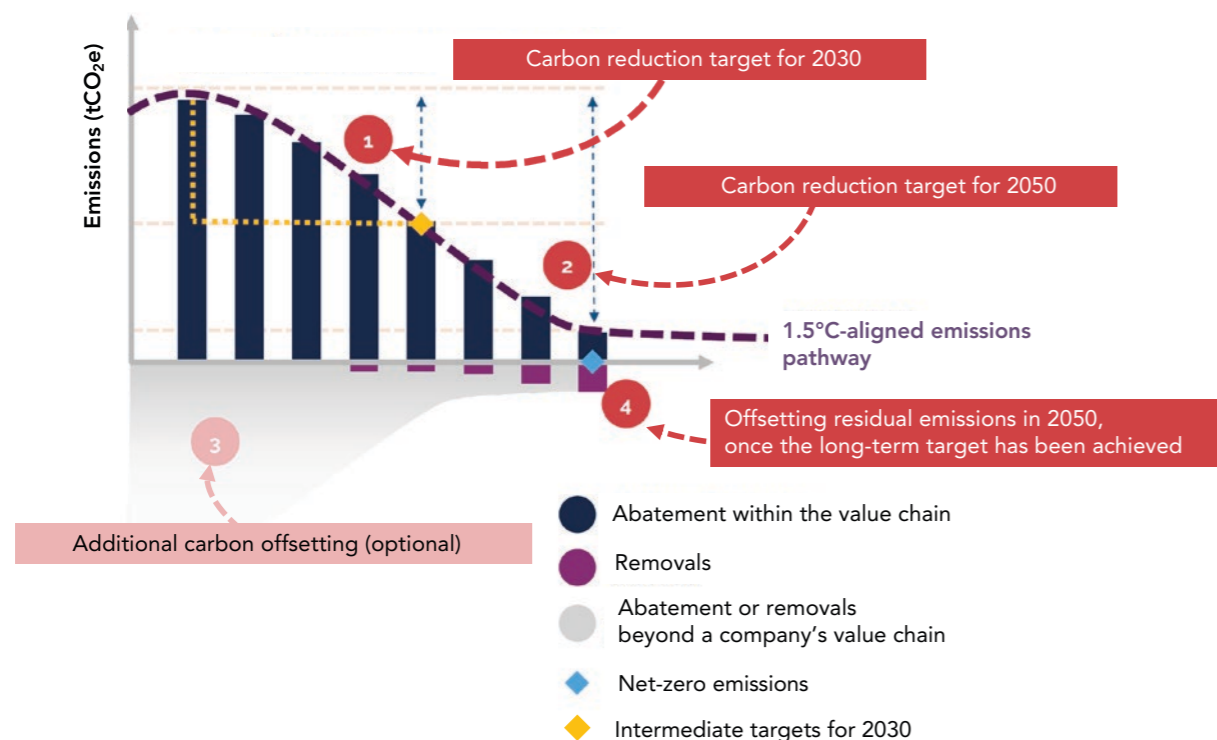 Emissions (tCO₂e)
Carbon reduction target for 2030
1
Carbon reduction target for 2050
2
1.5°C-aligned emissions
pathway
4
Offsetting residual emissions in 2050,
once the long-term target has been achieved
3
Additional carbon offsetting (optional)
Abatement within the value chain
Removals
Abatement or removals
beyond a company’s value chain
Net-zero emissions
Intermediate targets for 2030